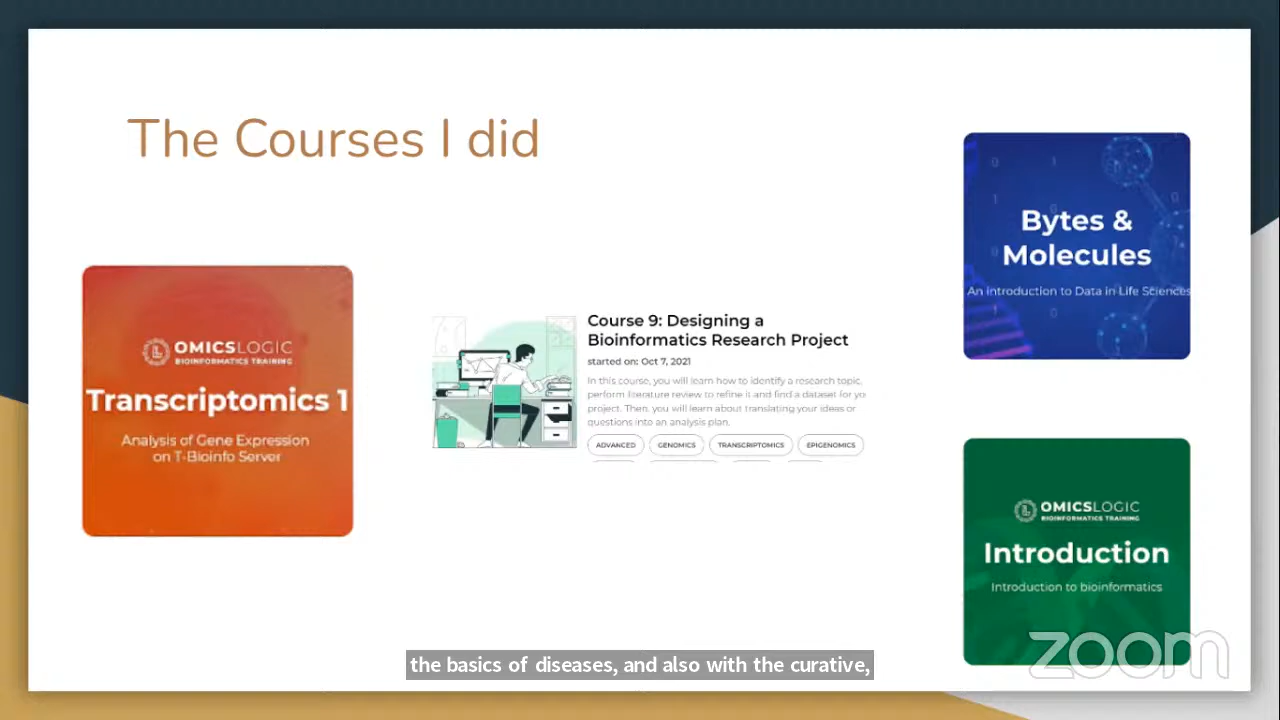 The Courses I did
OMICSLOGIC
BIOINFORMATICS TRAINING
Transcriptomics 1
Analysis of Gene Expression
on T-Bioinfo Server
Course 9: Designing a
Bioinformatics Research Project
started on: Oct 7, 2021
In this course, you will learn how to identify a research topic,
perform literature review to refine it and find a dataset for yo
project. Then, you will learn about translating your ideas or
questions into an analysis plan.
ADVANCED GENOMICS TRANSCRIPTOMICS EPIGENOMICS
Bytes &
Molecules
An introduction to Data in Life Sciences
OMICSLOGIC
BIOINFORMATICS TRAINING
Introduction
Introduction to bioinformatics
the basics of diseases, and also with the curative,
zoom